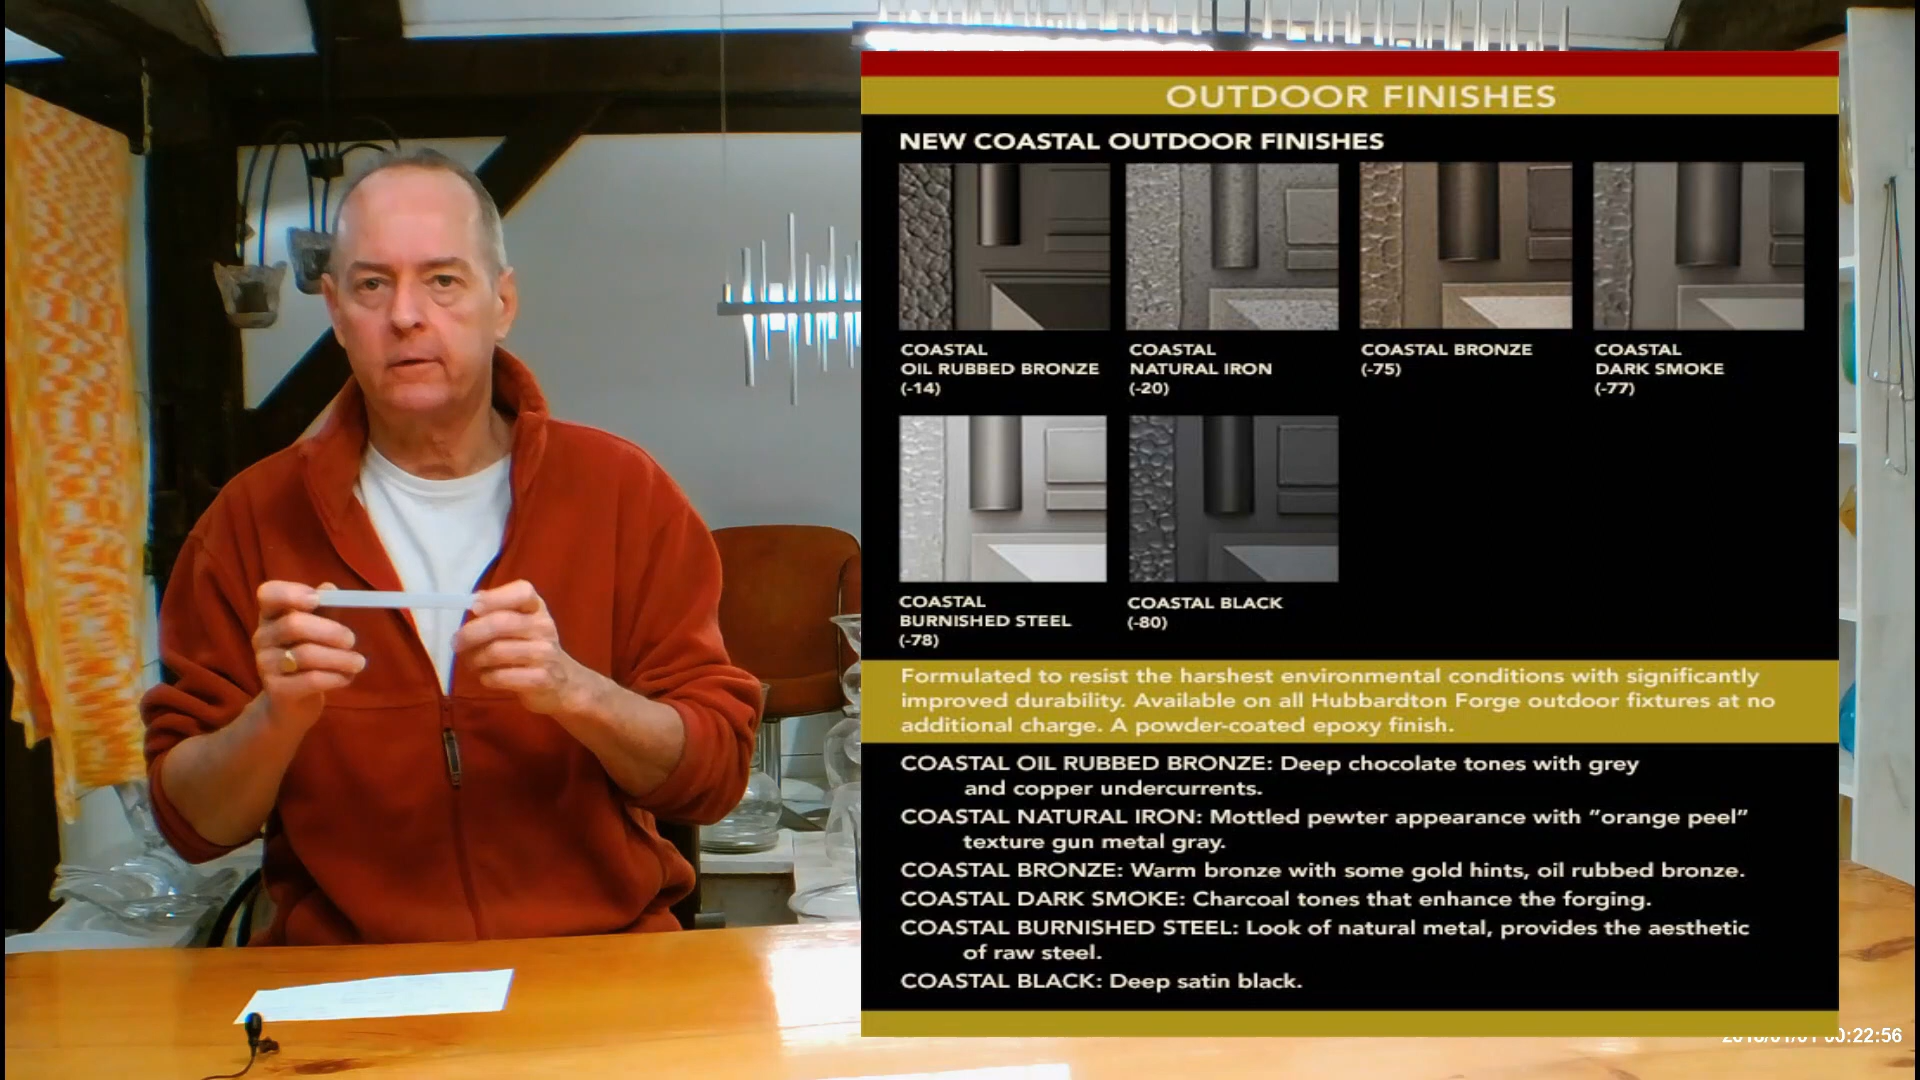 OUTDOOR FINISHES
NEW COASTAL OUTDOOR FINISHES
COASTAL
OIL RUBBED BRONZE
(-14)
COASTAL
NATURAL IRON
(-20)
COASTAL BRONZE
(-75)
COASTAL
DARK SMOKE
(-77)
COASTAL
BURNISHED STEEL
(-78)
COASTAL BLACK
(-80)
Formulated to resist the harshest environmental conditions with significantly
improved durability. Available on all Hubbardton Forge outdoor fixtures at no
additional charge. A powder-coated epoxy finish.
COASTAL OIL RUBBED BRONZE: Deep chocolate tones with grey
and copper undercurrents.
COASTAL NATURAL IRON: Mottled pewter appearance with “orange peel”
texture gun metal gray.
COASTAL BRONZE: Warm bronze with some gold hints, oil rubbed bronze.
COASTAL DARK SMOKE: Charcoal tones that enhance the forging.
COASTAL BURNISHED STEEL: Look of natural metal, provides the aesthetic
of raw steel.
COASTAL BLACK: Deep satin black.